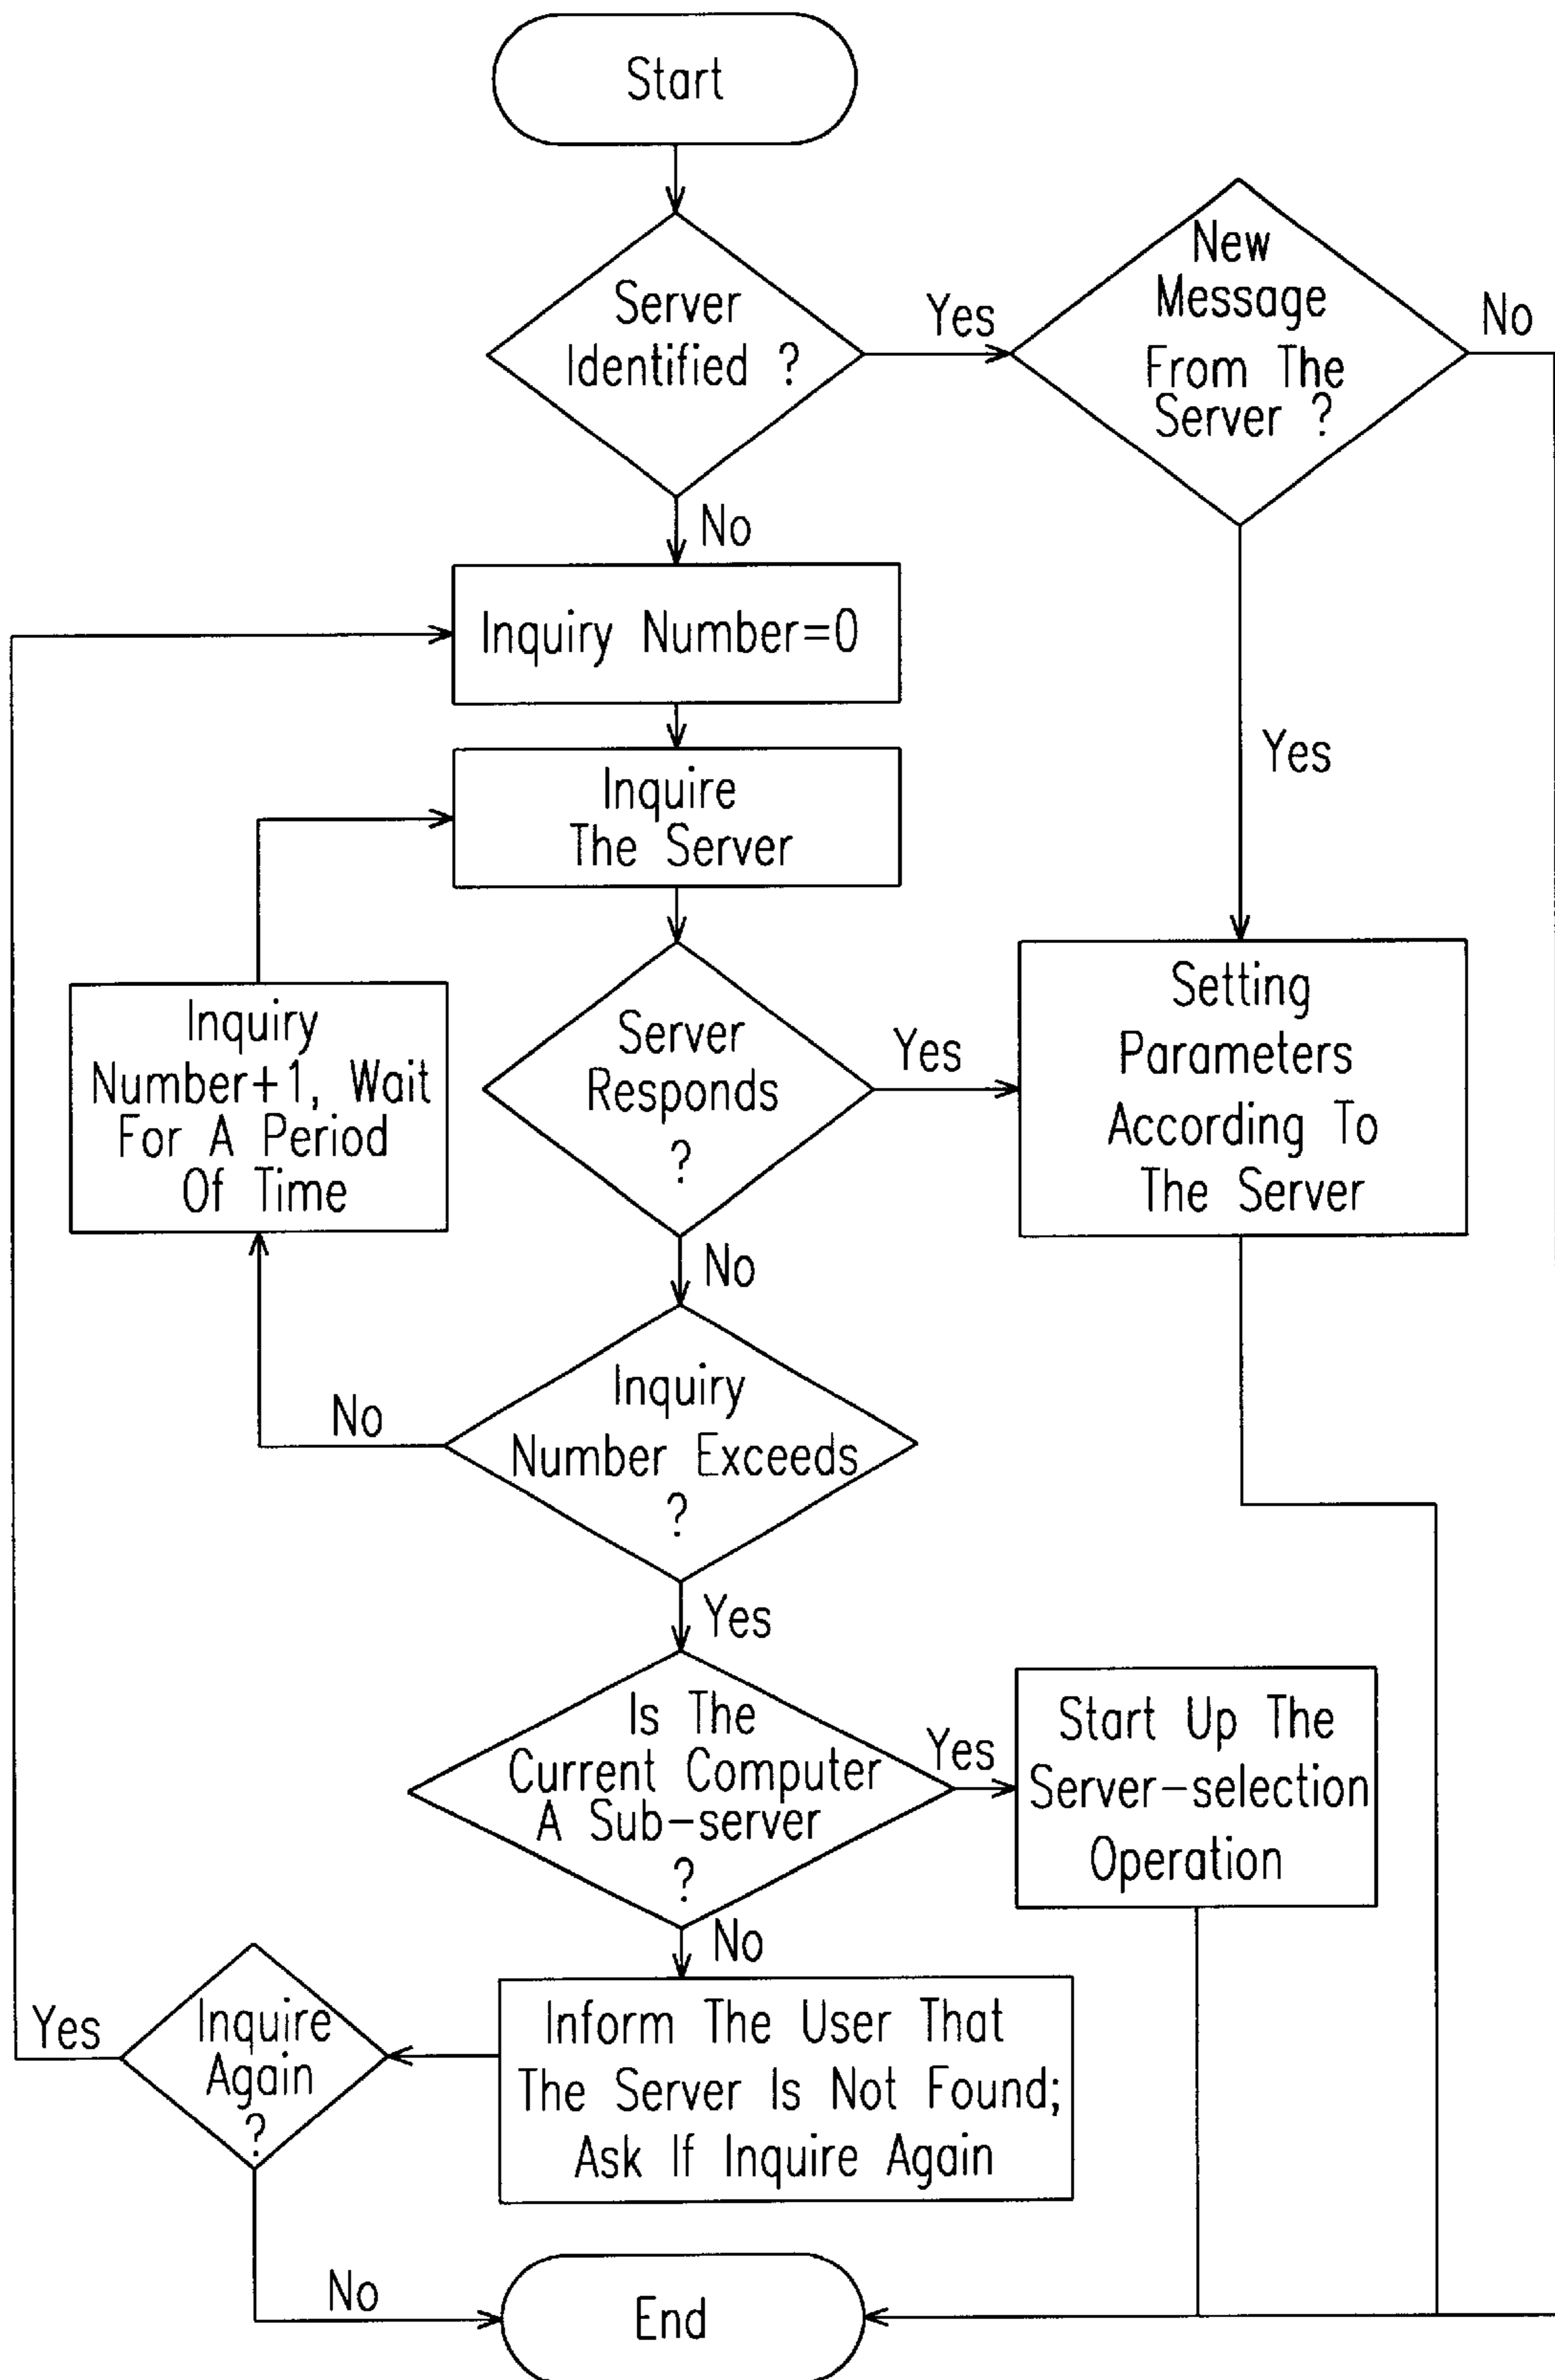 Start
Server
Identified ?
Yes
New
Message
From The
Server ?
No
No
Yes
Inquiry Number=0
Inquire
The Server
Inquiry
Number+1, Wait
For A Period
Of Time
Server
Responds
?
Yes
Setting
Parameters
According To
The Server
No
Inquiry
Number Exceeds
?
No
Yes
Is The
Current Computer
A Sub-server
?
Yes
Start Up The
Server-selection
Operation
No
Inform The User That
The Server Is Not Found;
Ask If Inquire Again
Inquire
Again
?
Yes
No
End